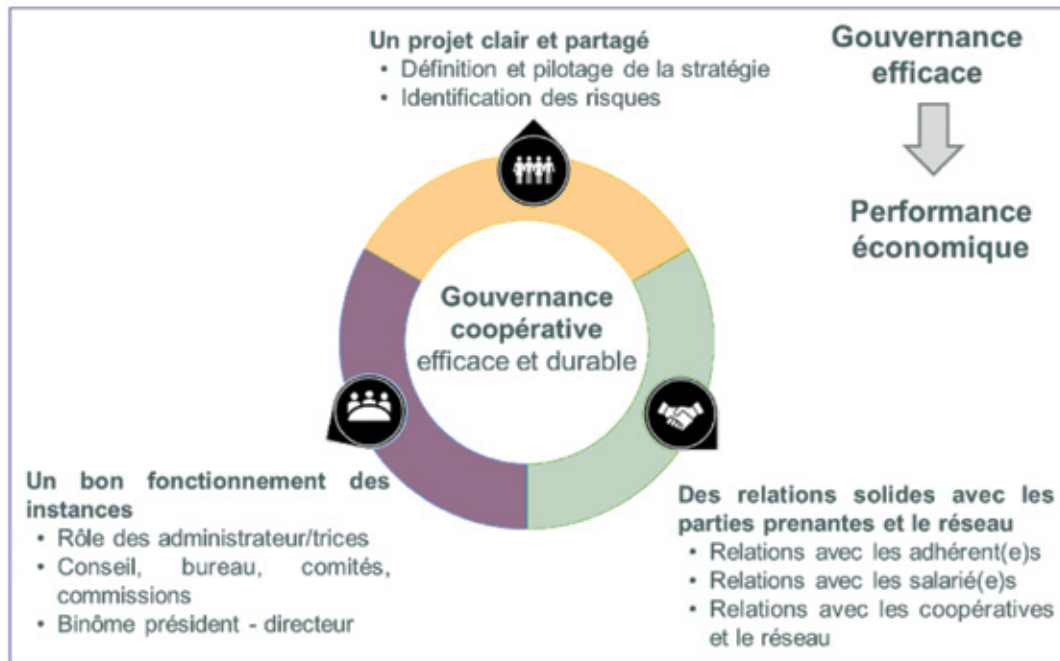 Un projet clair et partagé
• Définition et pilotage de la stratégie
• Identification des risques
Gouvernance
efficace
Performance
économique
Gouvernance
coopérative
efficace et durable
Un bon fonctionnement des
instances
• Rôle des administrateur/trices
• Conseil, bureau, comités,
commissions
• Binôme président - directeur
Des relations solides avec les
parties prenantes et le réseau
• Relations avec les adhérent(e)s
• Relations avec les salarié(e)s
• Relations avec les coopératives
et le réseau